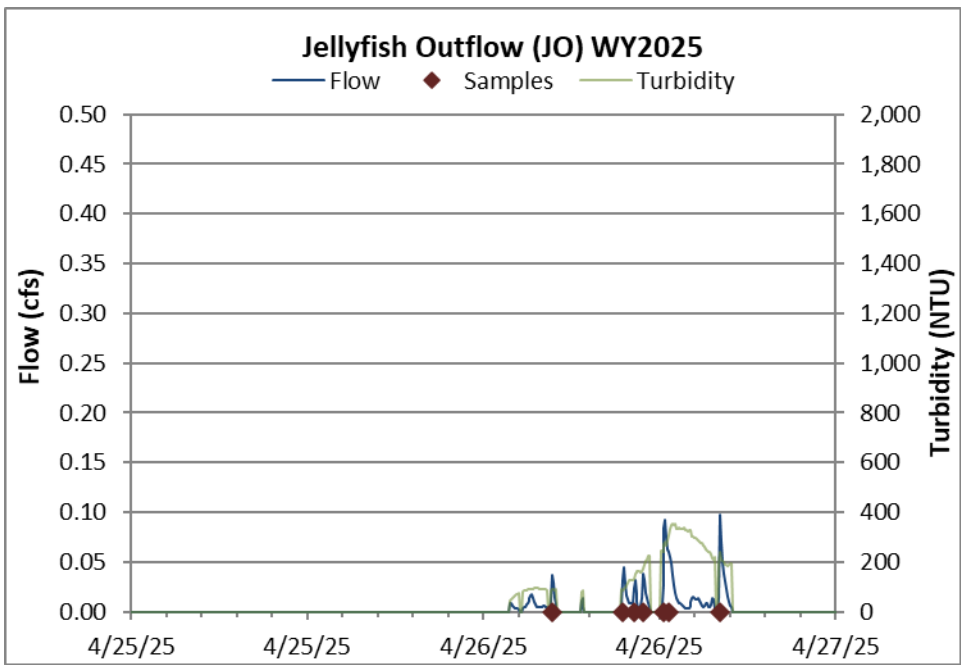 Jellyfish Outflow (JO) WY2025
Flow Samples Turbidity
0.50 2,000
0.45 1,800
0.40 1,600
0.35 1,400
0.30 1,200
0.25 1,000
0.20 800
0.15 600
0.10 400
0.05 200
0.00 0
Flow (cfs)
Turbidity (NTU)
4/25/25 4/25/25 4/26/25 4/26/25 4/27/25